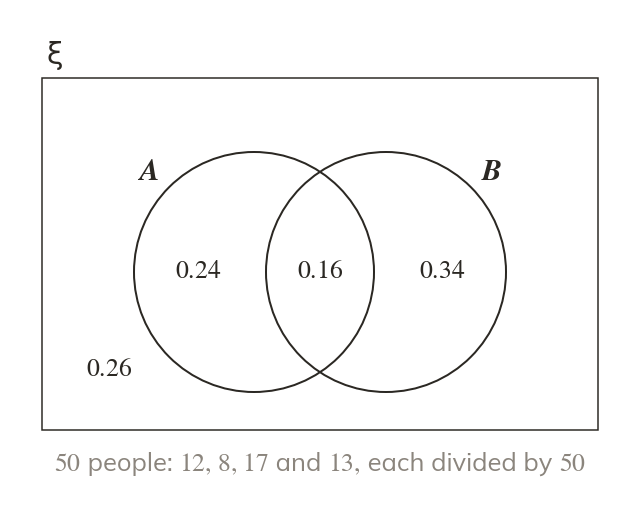 ξ
A B
0.24 0.16 0.34
0.26
50 people: 12, 8, 17 and 13, each divided by 50